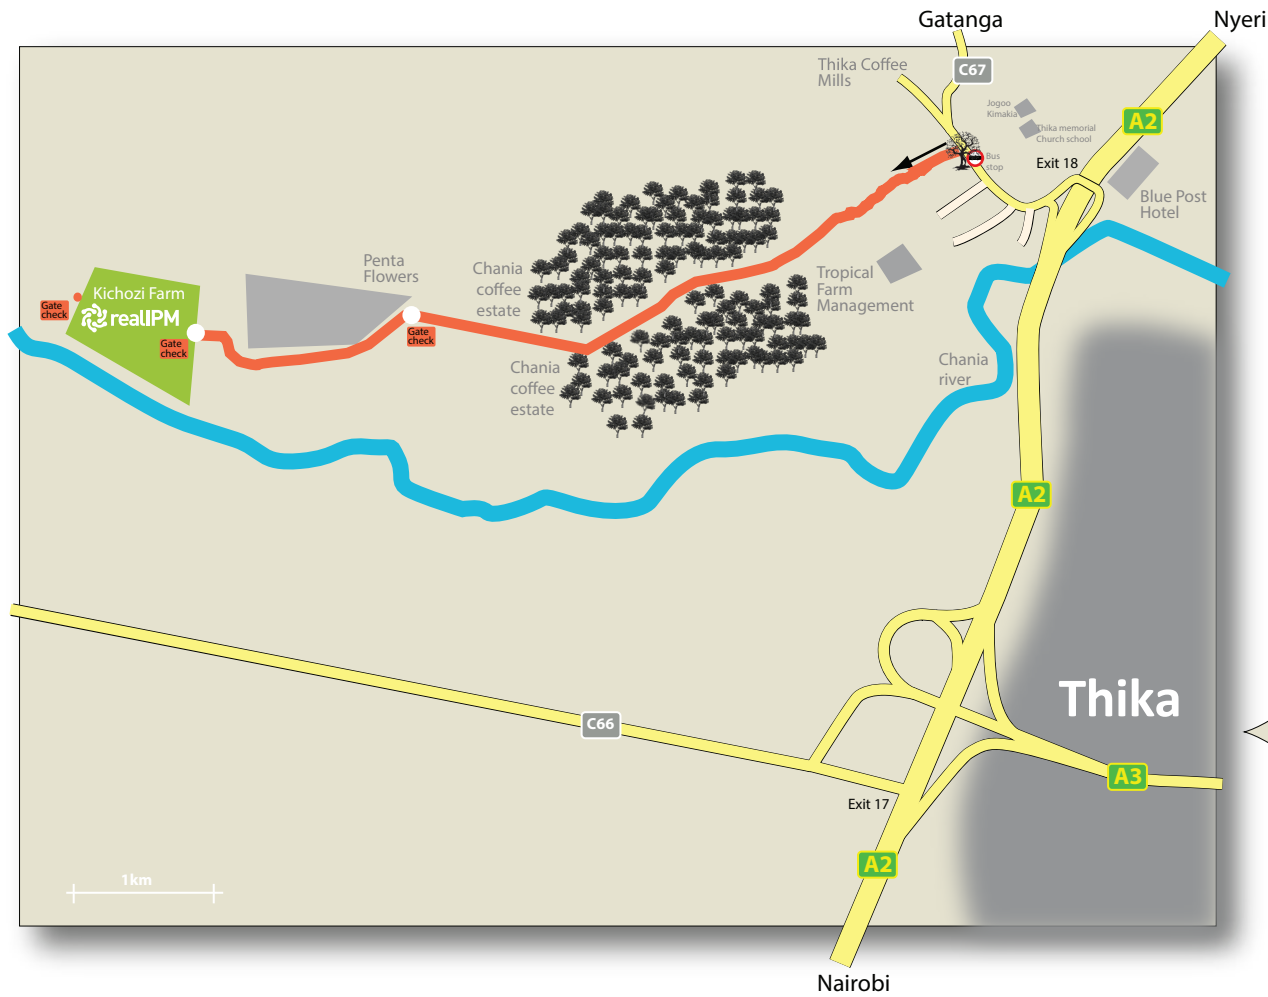 Gatanga
Nyeri
Thika Coffee
Mills
C67
Jogoo
Kimakia
A2
Thika memorial
Church school
Bus
stop
Exit 18
Blue Post
Hotel
Penta
Flowers
Chania
coffee
estate
Tropical
Farm
Management
Kichozi Farm
realIPM
Gate
check
Gate
check
Gate
check
Chania
coffee
estate
Chania
river
A2
Thika
C66
A3
Exit 17
A2
1km
Nairobi